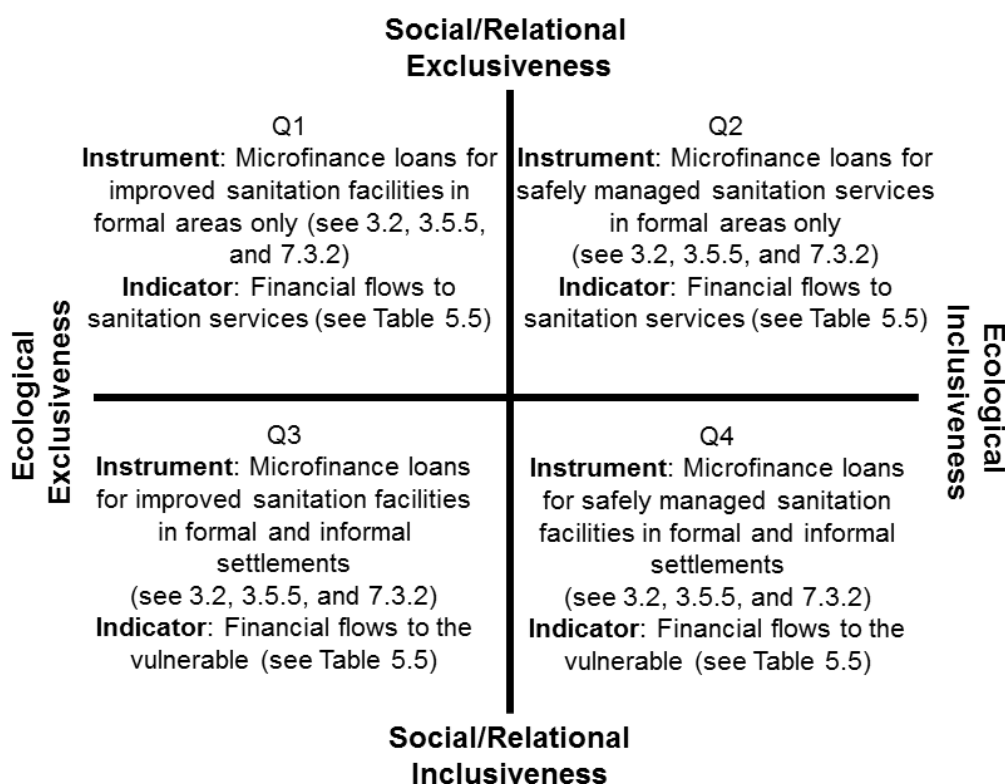 Social/Relational
Exclusiveness
Q1
Instrument: Microfinance loans for
improved sanitation facilities in
formal areas only (see 3.2, 3.5.5,
and 7.3.2)
Indicator: Financial flows to
sanitation services (see Table 5.5)
Q2
Instrument: Microfinance loans for
safely managed sanitation services
in formal areas only
(see 3.2, 3.5.5, and 7.3.2)
Indicator: Financial flows to
sanitation services (see Table 5.5)
Ecological
Exclusiveness
Ecological
Inclusiveness
Q3
Instrument: Microfinance loans
for improved sanitation facilities
in formal and informal
settlements
(see 3.2, 3.5.5, and 7.3.2)
Indicator: Financial flows to the
vulnerable (see Table 5.5)
Q4
Instrument: Microfinance loans
for safely managed sanitation
facilities in formal and informal
settlements
(see 3.2, 3.5.5, and 7.3.2)
Indicator: Financial flows to the
vulnerable (see Table 5.5)
Social/Relational
Inclusiveness